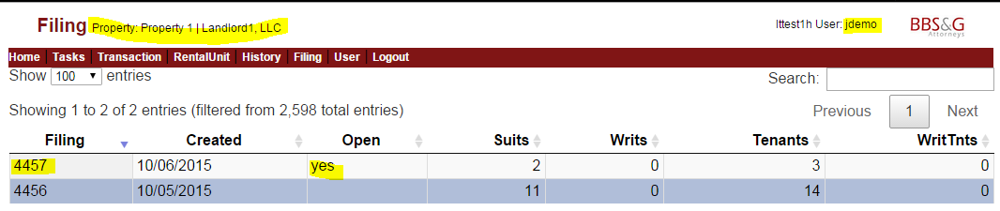 Filing Property: Property 1 | Landlord1, LLC lttest1h User: jdemo BBS&G
Attorneys
Home Tasks Transaction RentalUnit History Filing User Logout
Show 100 entries Search:
Showing 1 to 2 of 2 entries (filtered from 2,598 total entries) Previous 1 Next
Filing Created Open Suits Writs Tenants WritTnts
4457 10/06/2015 yes 2 0 3 0
4456 10/05/2015 11 0 14 0